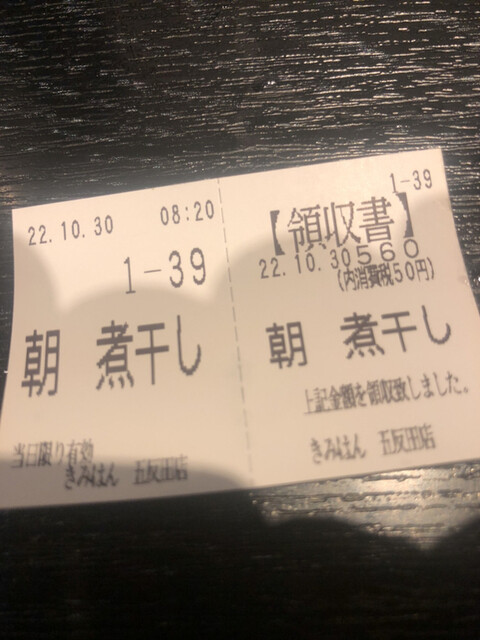 22.10.30 08:20
1-39
朝 煮干し
当日限り有効
きみはん 五反田店
1-39
【領収書】
22.10.30 560
(内消費税50円)
朝 煮干し
上記金額を領収致しました。
きみはん 五反田店